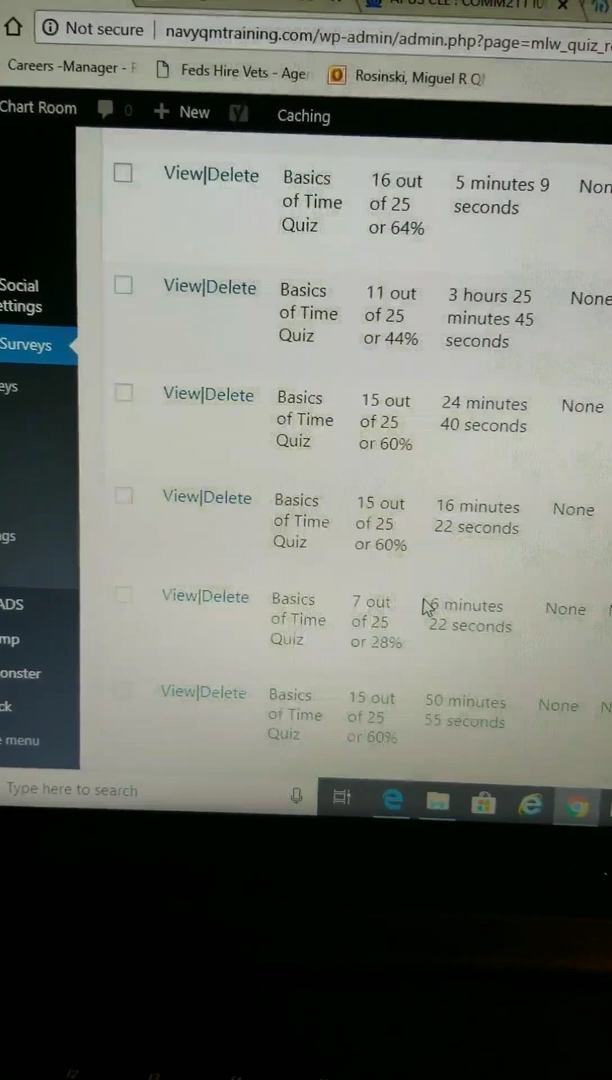 Not secure | navyqmtraining.com/wp-admin/admin.php?page=mlw_quiz_r
Careers -Manager - F Feds Hire Vets - Age Rosinski, Miguel R Q
Chart Room 0 + New Caching
View|Delete Basics of Time Quiz 16 out of 25 or 64% 5 minutes 9 seconds Non
Social
ettings
View|Delete Basics of Time Quiz 11 out of 25 or 44% 3 hours 25 minutes 45 seconds None
Surveys
eys
View|Delete Basics of Time Quiz 15 out of 25 or 60% 24 minutes 40 seconds None
View|Delete Basics of Time Quiz 15 out of 25 or 60% 16 minutes 22 seconds None
gs
ADS
View|Delete Basics of Time Quiz 7 out of 25 or 28% 6 minutes 22 seconds None
mp
onster
View|Delete Basics of Time Quiz 15 out of 25 or 60% 50 minutes 55 seconds None N
ck
e menu
Type here to search